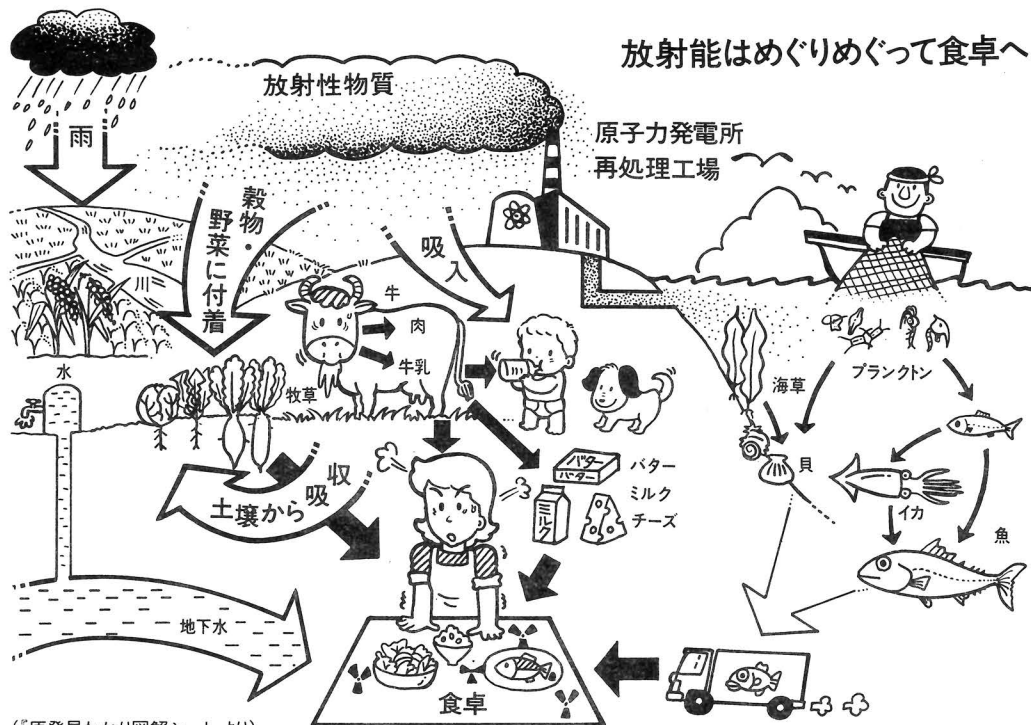 放射能はめぐりめぐって食卓へ
放射性物質
原子力発電所
再処理工場
雨
穀物・
野菜に付着
吸入
川
牛
肉
牛乳
牧草
水
海草
プランクトン
貝
イカ
魚
バター
バター
バター
ミルク
ミルク
チーズ
土壌から吸収
地下水
食卓